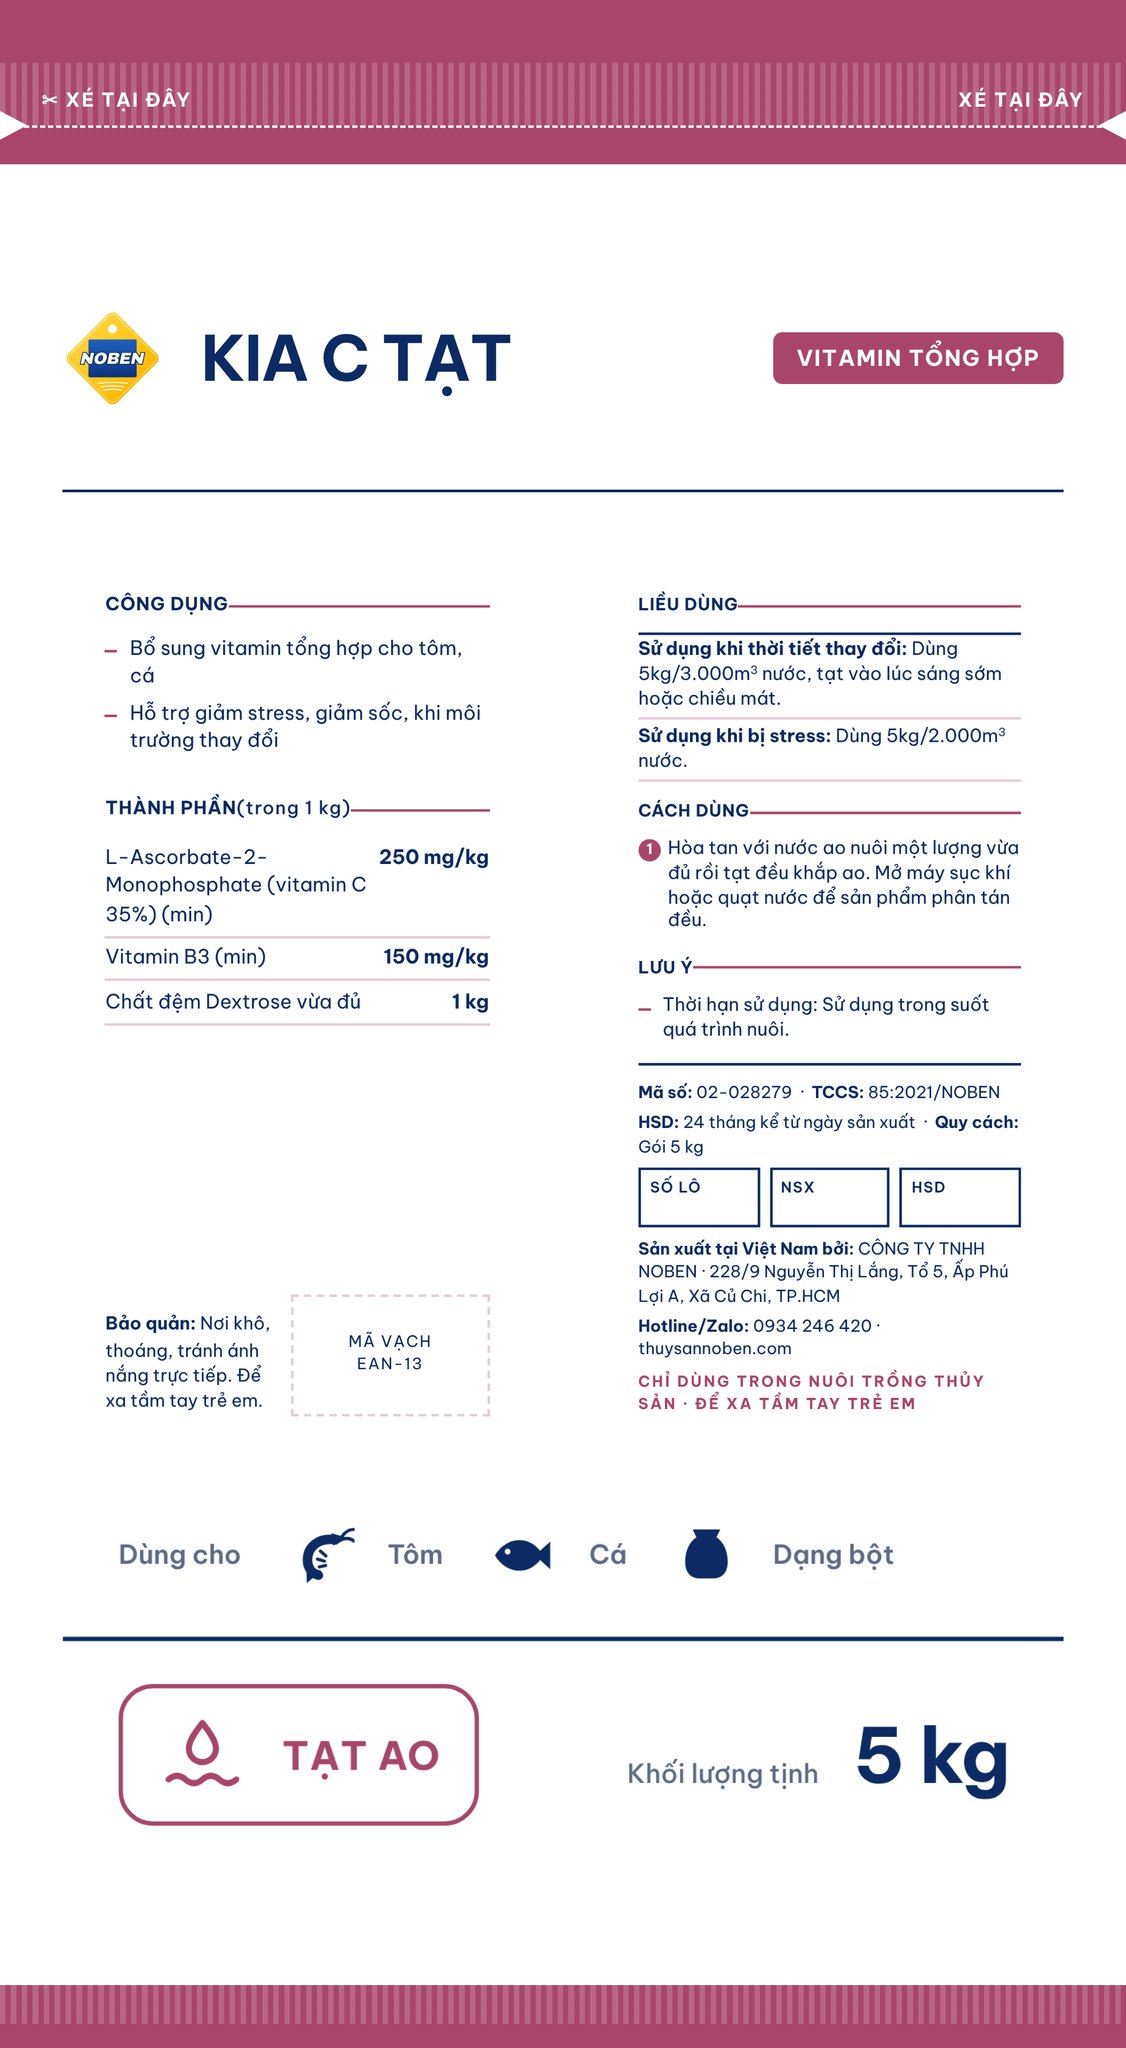 ✂ XÉ TẠI ĐÂY
XÉ TẠI ĐÂY
NOBEN
KIA C TẠT
VITAMIN TỔNG HỢP
CÔNG DỤNG
– Bổ sung vitamin tổng hợp cho tôm,
cá
– Hỗ trợ giảm stress, giảm sốc, khi môi
trường thay đổi
THÀNH PHẦN(trong 1 kg)
L-Ascorbate-2- 250 mg/kg
Monophosphate (vitamin C
35%) (min)
Vitamin B3 (min) 150 mg/kg
Chất đệm Dextrose vừa đủ 1 kg
Bảo quản: Nơi khô,
thoáng, tránh ánh
nắng trực tiếp. Để
xa tầm tay trẻ em.
MÃ VẠCH
EAN-13
LIỀU DÙNG
Sử dụng khi thời tiết thay đổi: Dùng
5kg/3.000m³ nước, tạt vào lúc sáng sớm
hoặc chiều mát.
Sử dụng khi bị stress: Dùng 5kg/2.000m³
nước.
CÁCH DÙNG
1 Hòa tan với nước ao nuôi một lượng vừa
đủ rồi tạt đều khắp ao. Mở máy sục khí
hoặc quạt nước để sản phẩm phân tán
đều.
LƯU Ý
– Thời hạn sử dụng: Sử dụng trong suốt
quá trình nuôi.
Mã số: 02-028279 · TCCS: 85:2021/NOBEN
HSD: 24 tháng kể từ ngày sản xuất · Quy cách:
Gói 5 kg
SỐ LÔ
NSX
HSD
Sản xuất tại Việt Nam bởi: CÔNG TY TNHH
NOBEN · 228/9 Nguyễn Thị Lắng, Tổ 5, Ấp Phú
Lợi A, Xã Củ Chi, TP.HCM
Hotline/Zalo: 0934 246 420 ·
thuysannoben.com
CHỈ DÙNG TRONG NUÔI TRỒNG THỦY
SẢN · ĐỂ XA TẦM TAY TRẺ EM
Dùng cho
Tôm
Cá
Dạng bột
TẠT AO
Khối lượng tịnh 5 kg